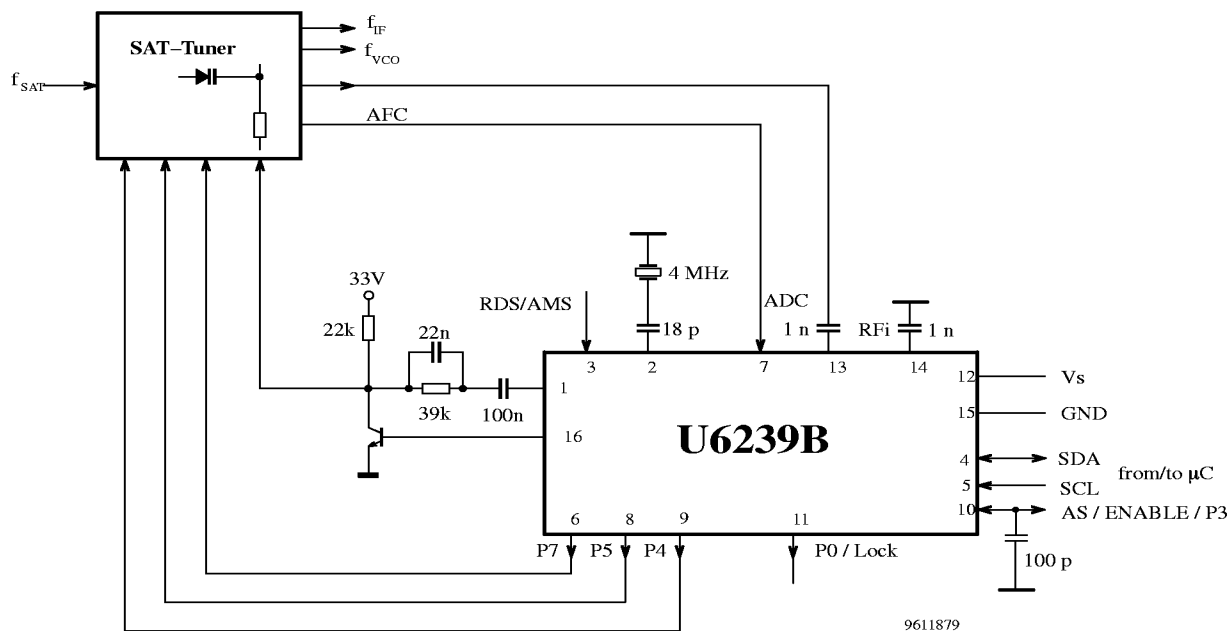 f_IF
SAT–Tuner
f_VCO
f_SAT
AFC
33V
4 MHz
RDS/AMS
ADC
22k
22n
18 p
1 n
RFi
1 n
3
2
7
13
14
1
12
Vs
39k
100n
15
GND
16
U6239B
4
SDA
from/to µC
5
SCL
10
AS / ENABLE / P3
6
8
9
11
P7
P5
P4
P0 / Lock
100 p
9611879